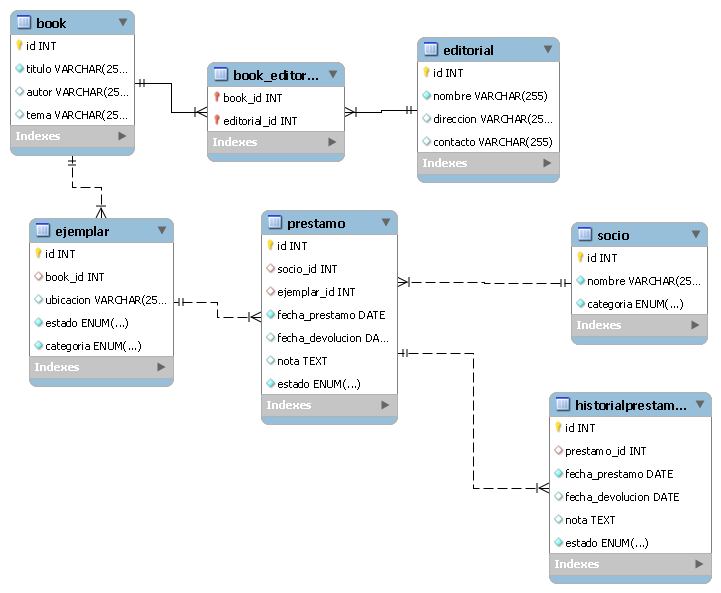 book
id INT
titulo VARCHAR(25...
autor VARCHAR(25...
tema VARCHAR(25...
Indexes
book_editor...
book_id INT
editorial_id INT
Indexes
editorial
id INT
nombre VARCHAR(255)
direccion VARCHAR(255)
contacto VARCHAR(255)
Indexes
ejemplar
id INT
book_id INT
ubicacion VARCHAR(25...
estado ENUM(...)
categoria ENUM(...)
Indexes
prestamo
id INT
socio_id INT
ejemplar_id INT
fecha_prestamo DATE
fecha_devolucion DA...
nota TEXT
estado ENUM(...)
Indexes
socio
id INT
nombre VARCHAR(25...
categoria ENUM(...)
Indexes
historialprestam...
id INT
prestamo_id INT
fecha_prestamo DATE
fecha_devolucion DATE
nota TEXT
estado ENUM(...)
Indexes